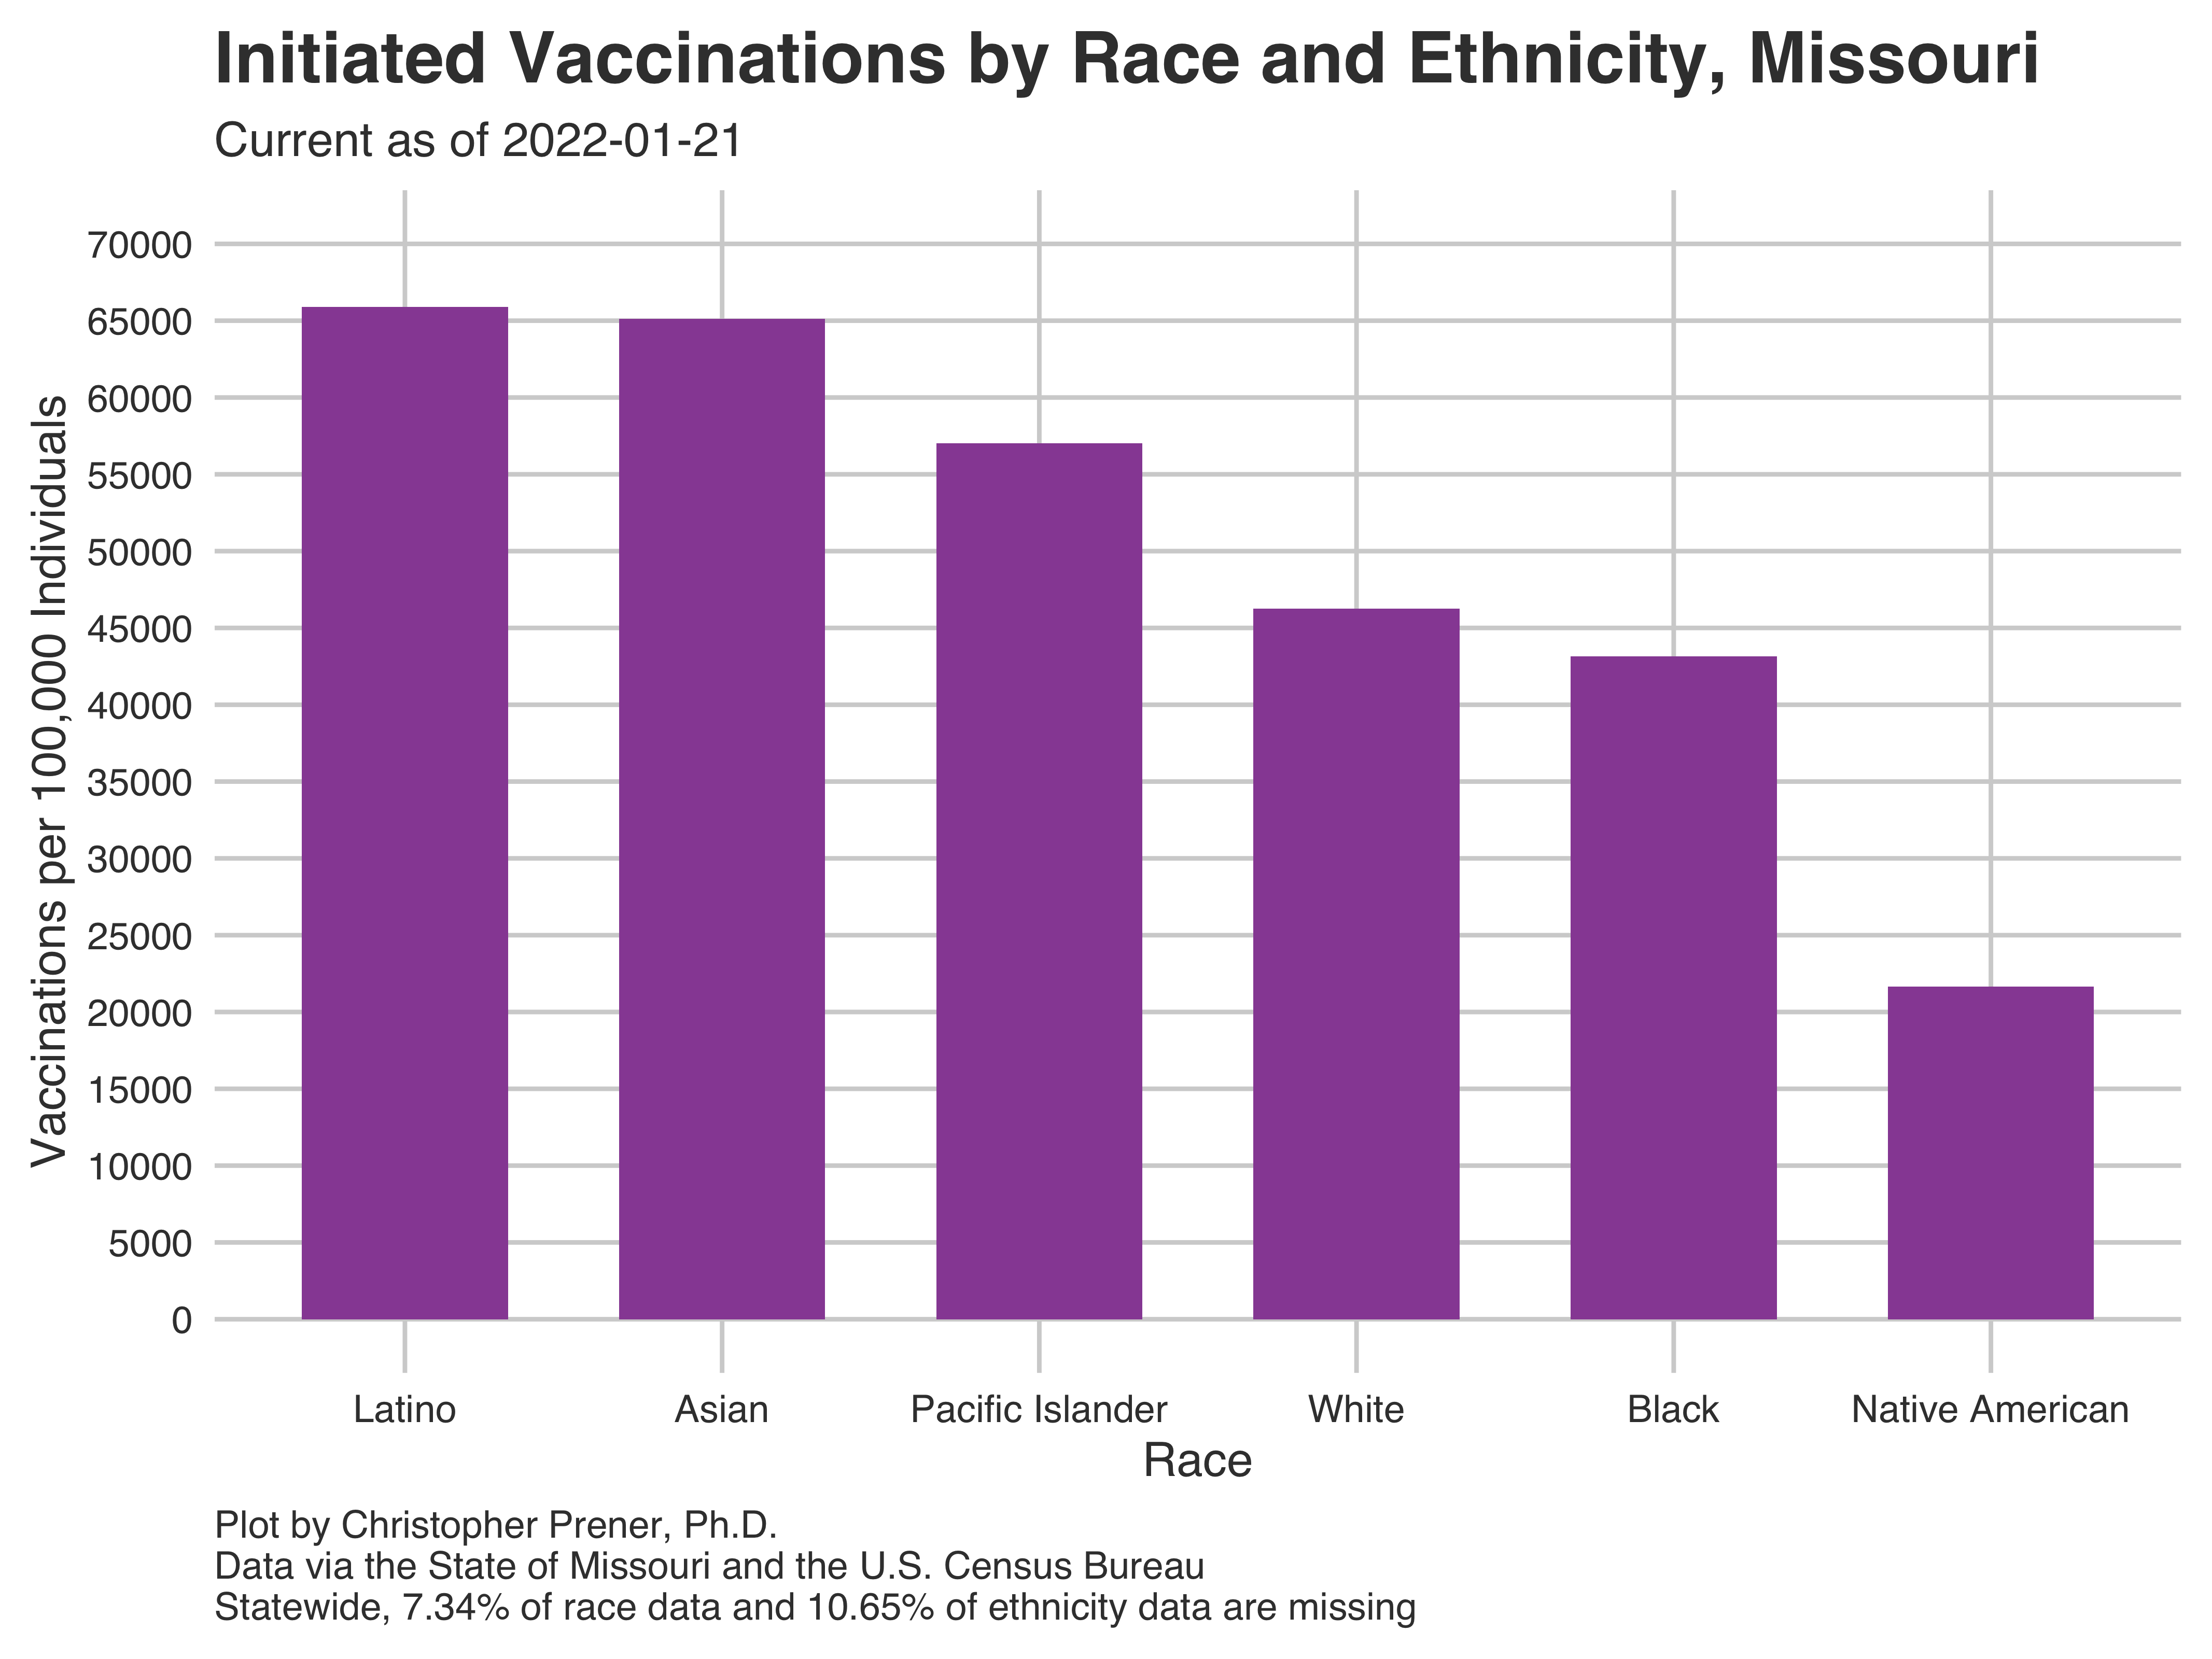 Initiated Vaccinations by Race and Ethnicity, Missouri
Current as of 2022-01-21
Vaccinations per 100,000 Individuals
70000
65000
60000
55000
50000
45000
40000
35000
30000
25000
20000
15000
10000
5000
0
Latino Asian Pacific Islander White Black Native American
Race
Plot by Christopher Prener, Ph.D.
Data via the State of Missouri and the U.S. Census Bureau
Statewide, 7.34% of race data and 10.65% of ethnicity data are missing